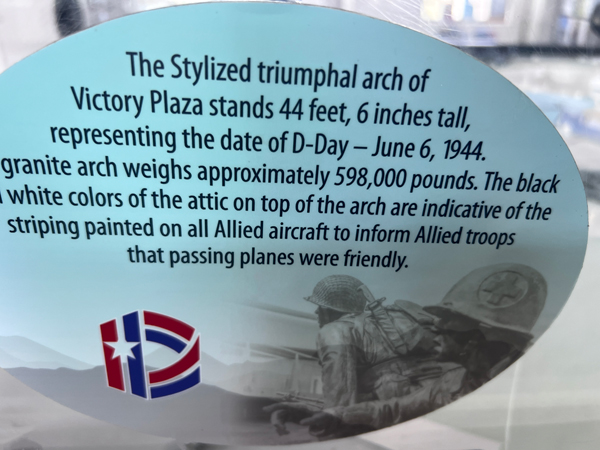 The Stylized triumphal arch of
Victory Plaza stands 44 feet, 6 inches tall,
representing the date of D-Day – June 6, 1944.
granite arch weighs approximately 598,000 pounds. The black
white colors of the attic on top of the arch are indicative of the
striping painted on all Allied aircraft to inform Allied troops
that passing planes were friendly.